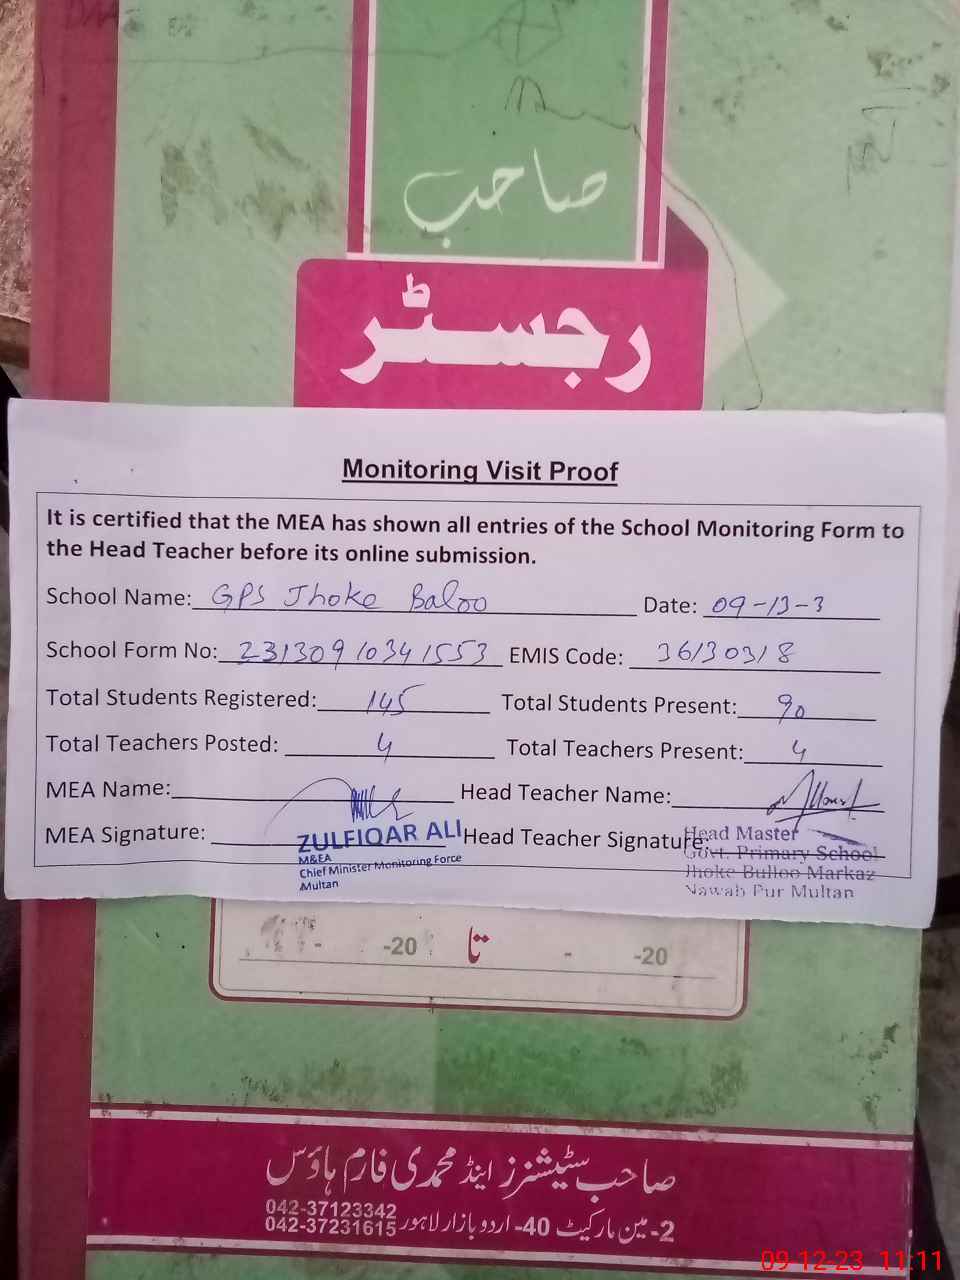 صاحب
رجسٹر
Monitoring Visit Proof
It is certified that the MEA has shown all entries of the School Monitoring Form to
the Head Teacher before its online submission.
School Name: GPS Jhoke Baloo Date: 09-13-3
School Form No: 23130910341553 EMIS Code: 36130318
Total Students Registered: 145 Total Students Present: 90
Total Teachers Posted: 4 Total Teachers Present: 4
MEA Name: Head Teacher Name:
MEA Signature: Head Teacher Signature:
ZULFIQAR ALI
M&EA
Chief Minister Monitoring Force
Multan
Head Master
Govt. Primary School
Jhoke Bulloo Markaz
Nawab Pur Multan
- -20 تا - -20
صاحب سٹیشنرز اینڈ محمدی فارم ہاؤس
042-37123342
042-37231615
2- مین مارکیٹ 40- اردو بازار لاہور
09-12-23 11:11